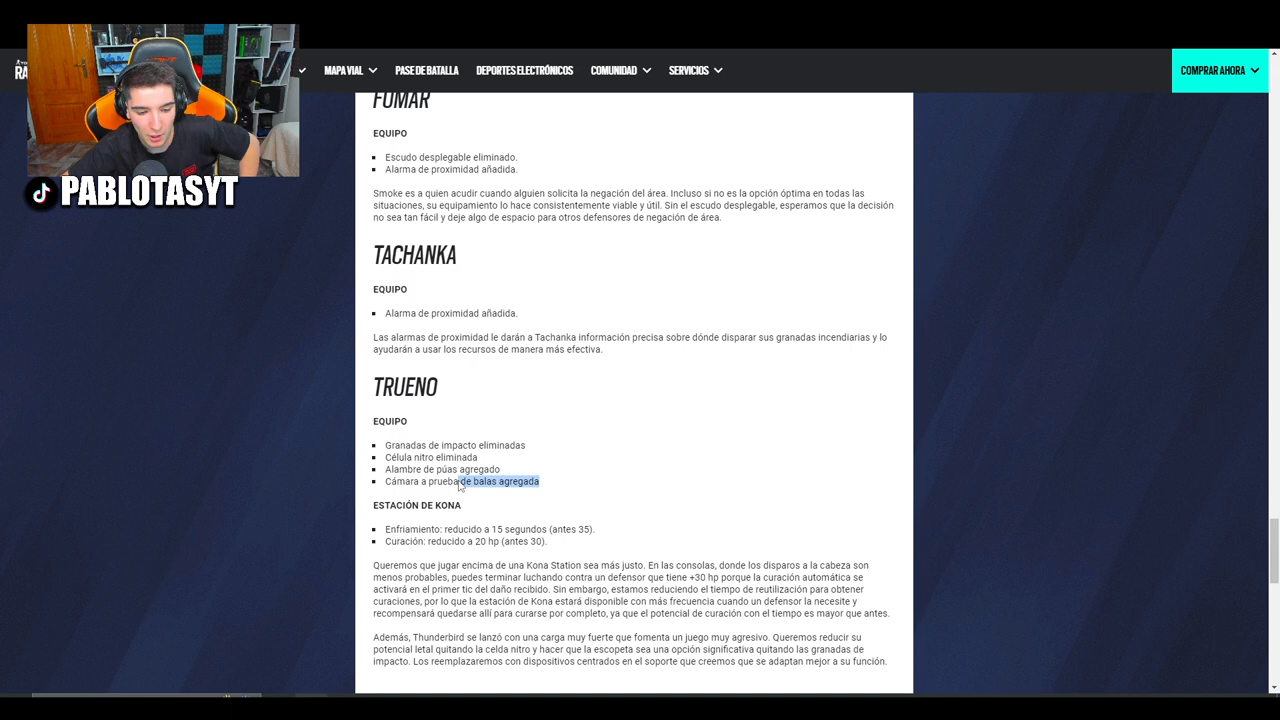 RA
MAPA VIAL
PASE DE BATALLA
DEPORTES ELECTRÓNICOS
COMUNIDAD
SERVICIOS
COMPRAR AHORA
PABLOTASYT
FUMAR
EQUIPO
Escudo desplegable eliminado.
Alarma de proximidad añadida.
Smoke es a quien acudir cuando alguien solicita la negación del área. Incluso si no es la opción óptima en todas las
situaciones, su equipamiento lo hace consistentemente viable y útil. Sin el escudo desplegable, esperamos que la decisión
no sea tan fácil y deje algo de espacio para otros defensores de negación de área.
TACHANKA
EQUIPO
Alarma de proximidad añadida.
Las alarmas de proximidad le darán a Tachanka información precisa sobre dónde disparar sus granadas incendiarias y lo
ayudarán a usar los recursos de manera más efectiva.
TRUENO
EQUIPO
Granadas de impacto eliminadas
Célula nitro eliminada
Alambre de púas agregado
Cámara a prueba de balas agregada
ESTACIÓN DE KONA
Enfriamiento: reducido a 15 segundos (antes 35).
Curación: reducido a 20 hp (antes 30).
Queremos que jugar encima de una Kona Station sea más justo. En las consolas, donde los disparos a la cabeza son
menos probables, puedes terminar luchando contra un defensor que tiene +30 hp porque la curación automática se
activará en el primer tic del daño recibido. Sin embargo, estamos reduciendo el tiempo de reutilización para obtener
curaciones, por lo que la estación de Kona estará disponible con más frecuencia cuando un defensor la necesite y
recompensará quedarse allí para curarse por completo, ya que el potencial de curación con el tiempo es mayor que antes.
Además, Thunderbird se lanzó con una carga muy fuerte que fomenta un juego muy agresivo. Queremos reducir su
potencial letal quitando la celda nitro y hacer que la escopeta sea una opción significativa quitando las granadas de
impacto. Los reemplazaremos con dispositivos centrados en el soporte que creemos que se adaptan mejor a su función.